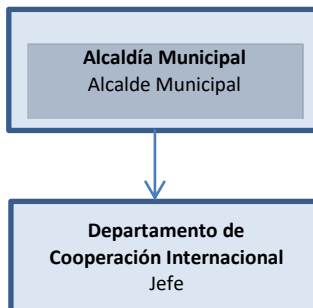 Alcaldía Municipal
Alcalde Municipal
Departamento de
Cooperación Internacional
Jefe